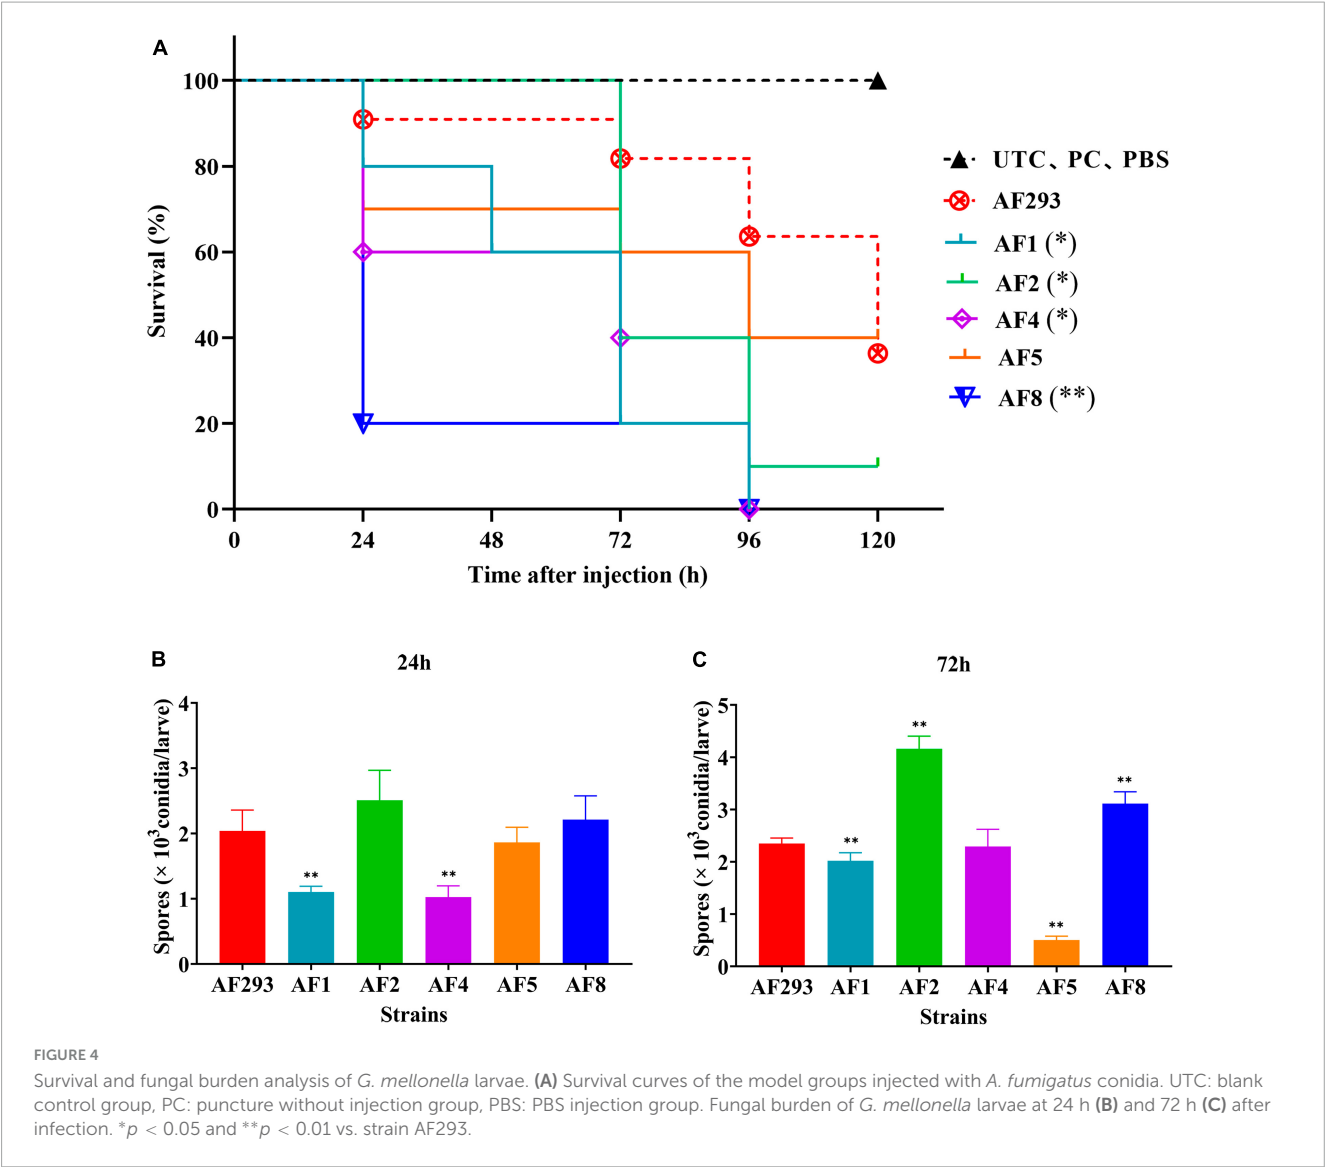 A
100
80
60
40
20
0
Survival (%)
0 24 48 72 96 120
Time after injection (h)
UTC、PC、PBS
AF293
AF1 (*)
AF2 (*)
AF4 (*)
AF5
AF8 (**)
B
24h
4
3
2
1
0
Spores (× 10³conidia/larve)
** **
AF293 AF1 AF2 AF4 AF5 AF8
Strains
C
72h
5
4
3
2
1
0
Spores (× 10³conidia/larve)
** ** ** **
AF293 AF1 AF2 AF4 AF5 AF8
Strains
FIGURE 4
Survival and fungal burden analysis of G. mellonella larvae. (A) Survival curves of the model groups injected with A. fumigatus conidia. UTC: blank
control group, PC: puncture without injection group, PBS: PBS injection group. Fungal burden of G. mellonella larvae at 24 h (B) and 72 h (C) after
infection. *p < 0.05 and **p < 0.01 vs. strain AF293.